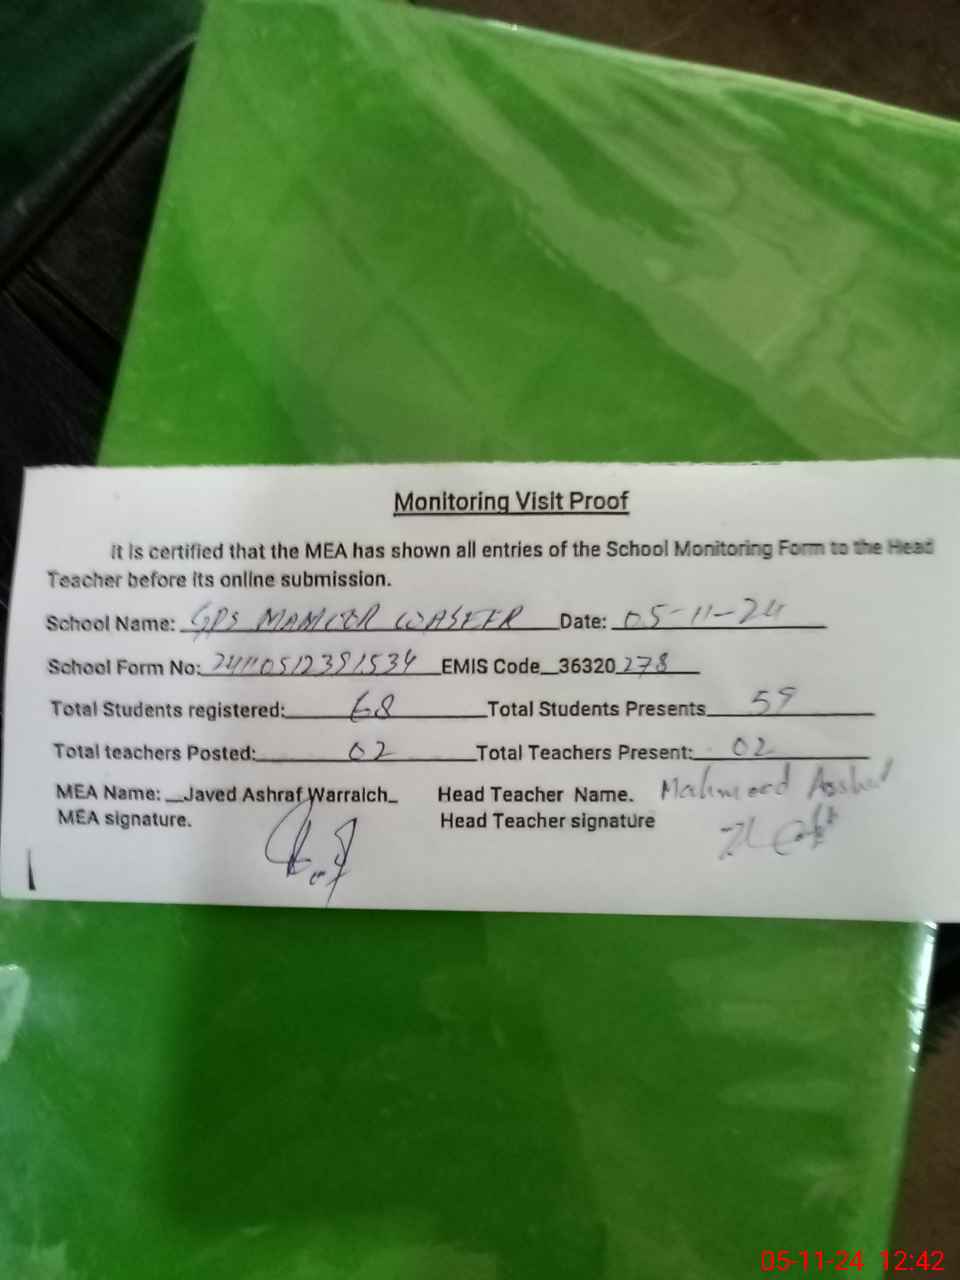 Monitoring Visit Proof
it is certified that the MEA has shown all entries of the School Monitoring Form to the Head
Teacher before its online submission.
School Name: GPS Date: 05-11-24
School Form No: 24110512391534 EMIS Code 36320278
Total Students registered: 68 Total Students Presents 59
Total teachers Posted: 02 Total Teachers Present: 02
MEA Name: Javed Ashraf Warraich Head Teacher Name. Mahmood
MEA signature. Head Teacher signature
05-11-24 12:42